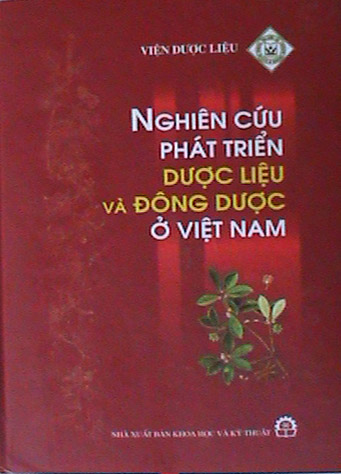 VIỆN DƯỢC LIỆU
NGHIÊN CỨU
PHÁT TRIỂN
DƯỢC LIỆU
VÀ ĐÔNG DƯỢC
Ở VIỆT NAM
NHÀ XUẤT BẢN KHOA HỌC VÀ KỸ THUẬT